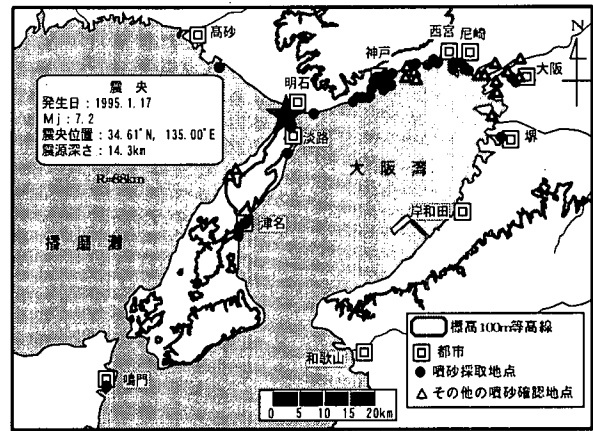 高砂
西宮 尼崎
神戸
大阪
明石
N
震央
発生日：1995.1.17
Mj：7.2
震央位置：34.61°N, 135.00°E
震源深さ：14.3km
R=88km
淡路
堺
大阪湾
岸和田
津名
播磨灘
和歌山
鳴門
標高100m等高線
都市
噴砂採取地点
その他の噴砂確認地点
0 5 10 15 20km